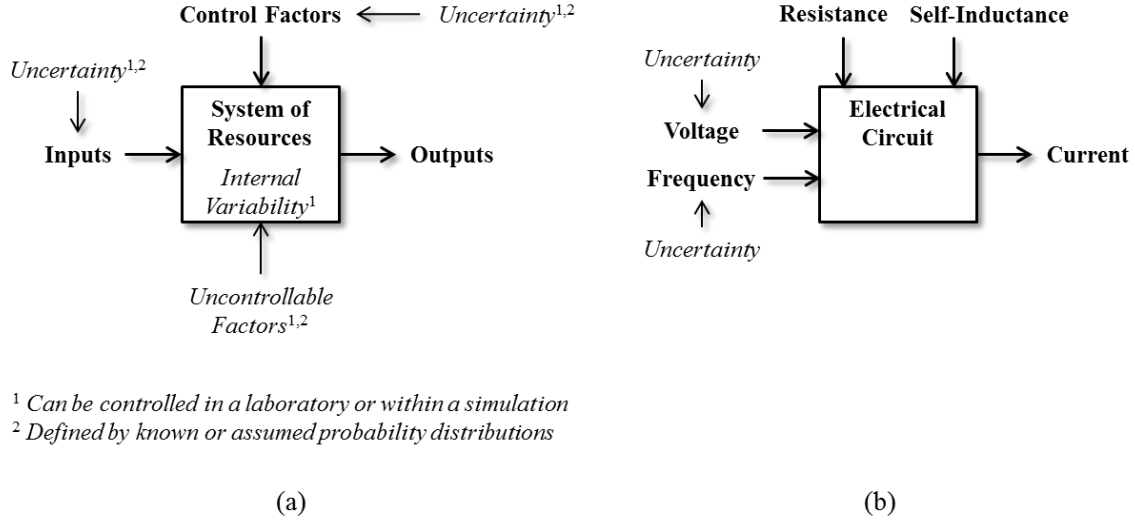 Control Factors
Uncertainty1,2
Uncertainty1,2
Inputs
System of
Resources
Internal
Variability1
Outputs
Uncontrollable
Factors1,2
1 Can be controlled in a laboratory or within a simulation
2 Defined by known or assumed probability distributions
(a)
Resistance
Self-Inductance
Uncertainty
Voltage
Frequency
Uncertainty
Electrical
Circuit
Current
(b)